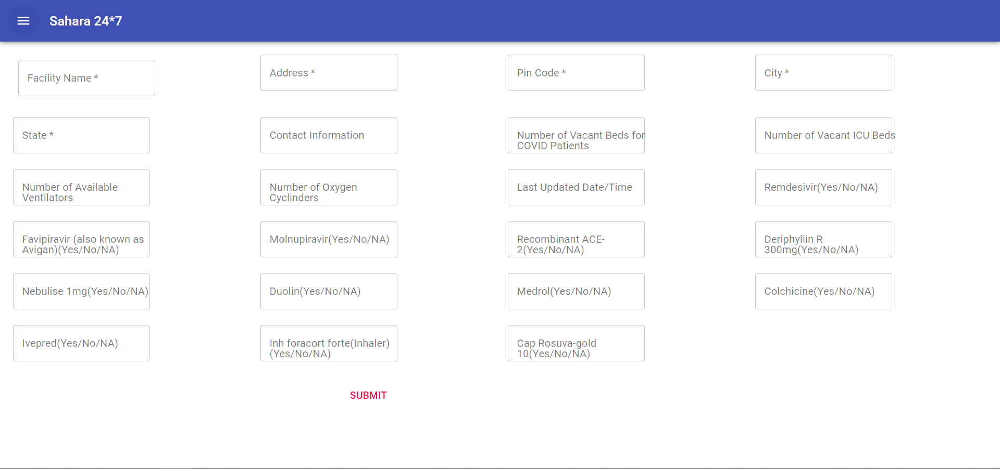 Sahara 24*7
Facility Name *
Address *
Pin Code *
City *
State *
Contact Information
Number of Vacant Beds for
COVID Patients
Number of Vacant ICU Beds
Number of Available
Ventilators
Number of Oxygen
Cyclinders
Last Updated Date/Time
Remdesivir(Yes/No/NA)
Favipiravir (also known as
Avigan)(Yes/No/NA)
Molnupiravir(Yes/No/NA)
Recombinant ACE-
2(Yes/No/NA)
Deriphyllin R
300mg(Yes/No/NA)
Nebulise 1mg(Yes/No/NA)
Duolin(Yes/No/NA)
Medrol(Yes/No/NA)
Colchicine(Yes/No/NA)
Ivepred(Yes/No/NA)
Inh foracort forte(Inhaler)
(Yes/No/NA)
Cap Rosuva-gold
10(Yes/No/NA)
SUBMIT